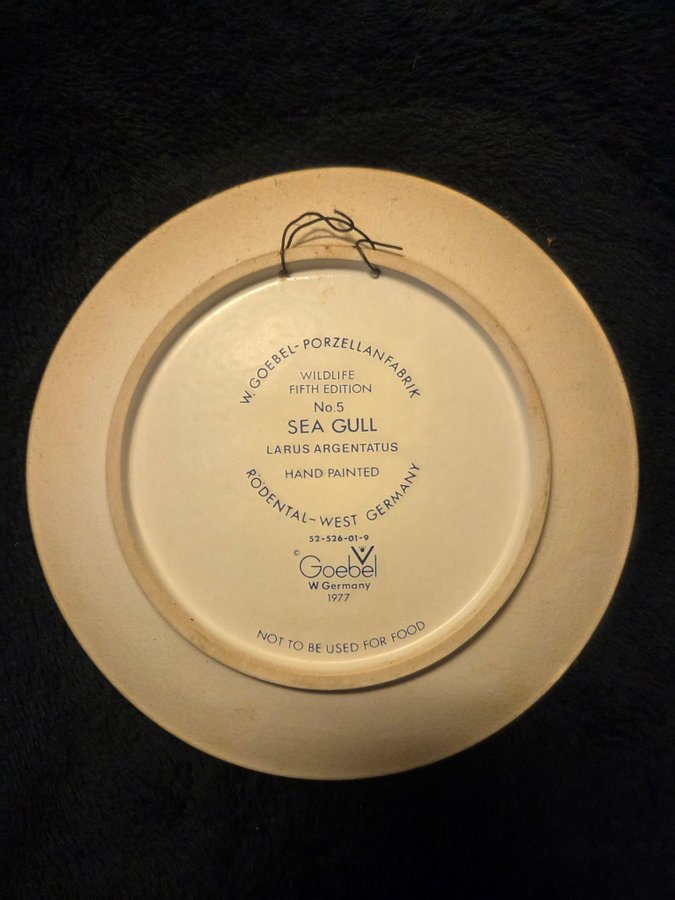 W. GOEBEL-PORZELLANFABRIK
WILDLIFE
FIFTH EDITION
No.5
SEA GULL
LARUS ARGENTATUS
HAND PAINTED
RÖDENTAL-WEST GERMANY
52-526-01-9
© Goebel
W Germany
1977
NOT TO BE USED FOR FOOD